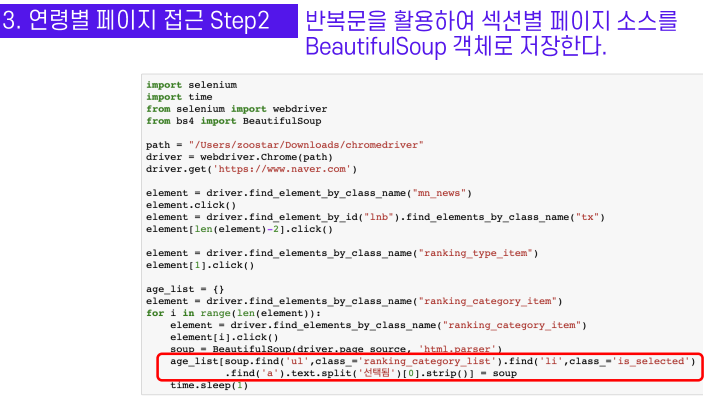 3. 연령별 페이지 접근 Step2
반복문을 활용하여 섹션별 페이지 소스를
BeautifulSoup 객체로 저장한다.
import selenium
import time
from selenium import webdriver
from bs4 import BeautifulSoup
path = "/Users/zoostar/Downloads/chromedriver"
driver = webdriver.Chrome(path)
driver.get('https://www.naver.com')
element = driver.find_element_by_class_name("mn_news")
element.click()
element = driver.find_element_by_id("lnb").find_elements_by_class_name("tx")
element[len(element)-2].click()
element = driver.find_elements_by_class_name("ranking_type_item")
element[1].click()
age_list = {}
element = driver.find_elements_by_class_name("ranking_category_item")
for i in range(len(element)):
    element = driver.find_elements_by_class_name("ranking_category_item")
    element[i].click()
    soup = BeautifulSoup(driver.page_source, 'html.parser')
    age_list[soup.find('ul',class_='ranking_category_list').find('li',class_='is_selected')
            .find('a').text.split('선택됨')[0].strip()] = soup
    time.sleep(1)